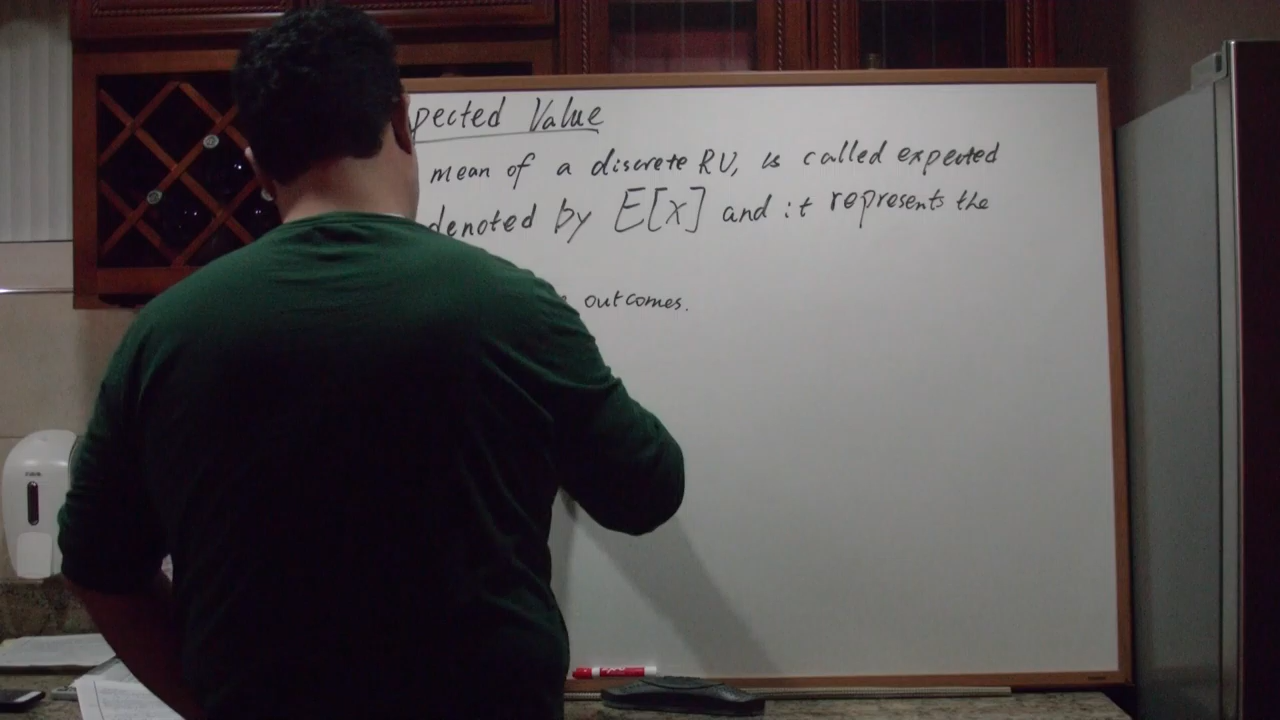 pected Value
mean of a discrete RV, is called expected
denoted by E[X] and it represents the
outcomes.